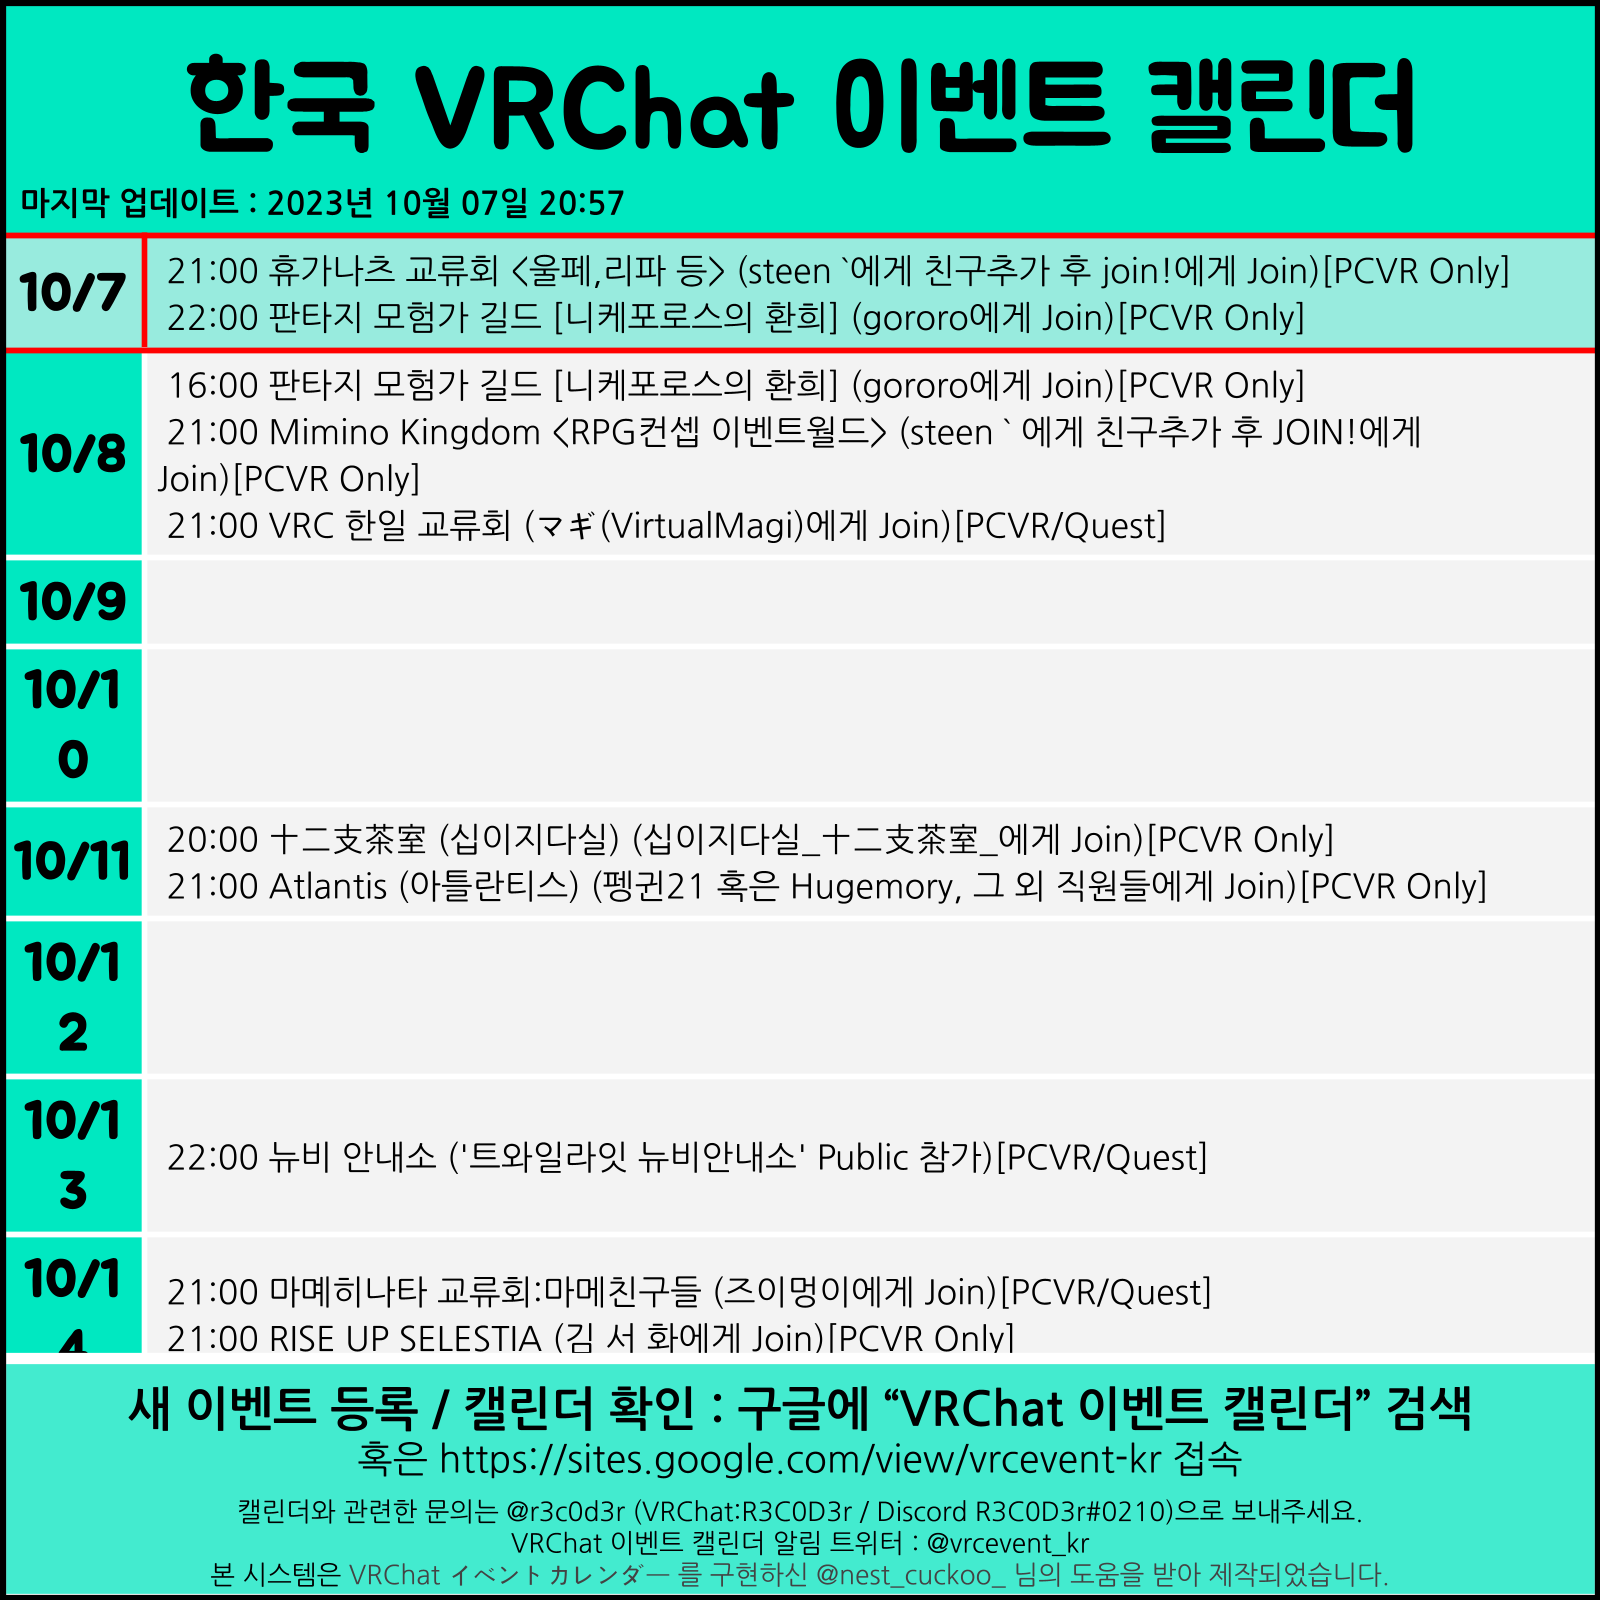 한국 VRChat 이벤트 캘린더
마지막 업데이트 : 2023년 10월 07일 20:57
10/7
21:00 휴가나츠 교류회 <울페,리파 등> (steen `에게 친구추가 후 join!에게 Join)[PCVR Only]
22:00 판타지 모험가 길드 [니케포로스의 환희] (gororo에게 Join)[PCVR Only]
10/8
16:00 판타지 모험가 길드 [니케포로스의 환희] (gororo에게 Join)[PCVR Only]
21:00 Mimino Kingdom <RPG컨셉 이벤트월드> (steen ` 에게 친구추가 후 JOIN!에게
Join)[PCVR Only]
21:00 VRC 한일 교류회 (マギ(VirtualMagi)에게 Join)[PCVR/Quest]
10/9
10/1
0
10/11
20:00 十二支茶室 (십이지다실) (십이지다실_十二支茶室_에게 Join)[PCVR Only]
21:00 Atlantis (아틀란티스) (펭귄21 혹은 Hugemory, 그 외 직원들에게 Join)[PCVR Only]
10/1
2
10/1
3
22:00 뉴비 안내소 ('트와일라잇 뉴비안내소' Public 참가)[PCVR/Quest]
10/1
4
21:00 마몌히나타 교류회:마메친구들 (즈이멍이에게 Join)[PCVR/Quest]
21:00 RISE UP SELESTIA (김 서 화에게 Join)[PCVR Only]
새 이벤트 등록 / 캘린더 확인 : 구글에 “VRChat 이벤트 캘린더” 검색
혹은 https://sites.google.com/view/vrcevent-kr 접속
캘린더와 관련한 문의는 @r3c0d3r (VRChat:R3C0D3r / Discord R3C0D3r#0210)으로 보내주세요.
VRChat 이벤트 캘린더 알림 트위터 : @vrcevent_kr
본 시스템은 VRChat イベントカレンダー 를 구현하신 @nest_cuckoo_ 님의 도움을 받아 제작되었습니다.